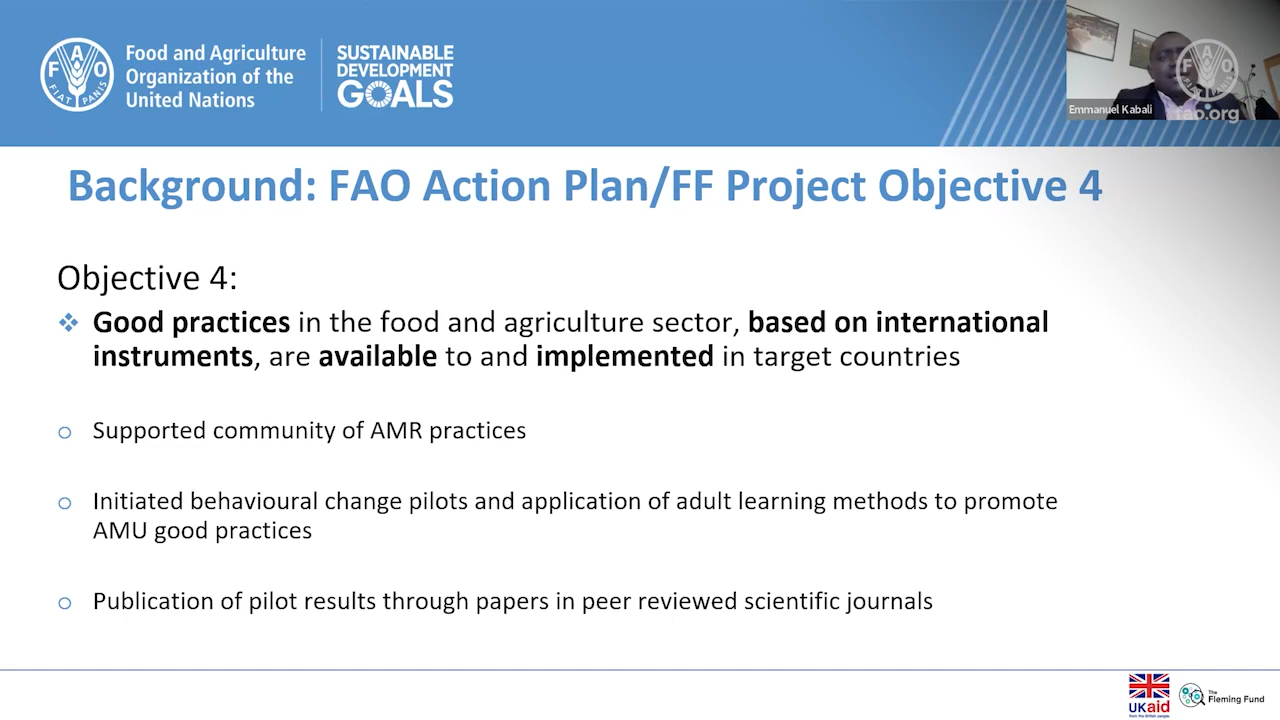 Food and Agriculture
Organization of the
United Nations
SUSTAINABLE
DEVELOPMENT
GOALS
F A O
FIAT PANIS
Emmanuel Kabali
F A O
FIAT PANIS
fao.org
Background: FAO Action Plan/FF Project Objective 4
Objective 4:
❖ Good practices in the food and agriculture sector, based on international
instruments, are available to and implemented in target countries
o Supported community of AMR practices
o Initiated behavioural change pilots and application of adult learning methods to promote
AMU good practices
o Publication of pilot results through papers in peer reviewed scientific journals
UKaid
from the British people
The
Fleming Fund